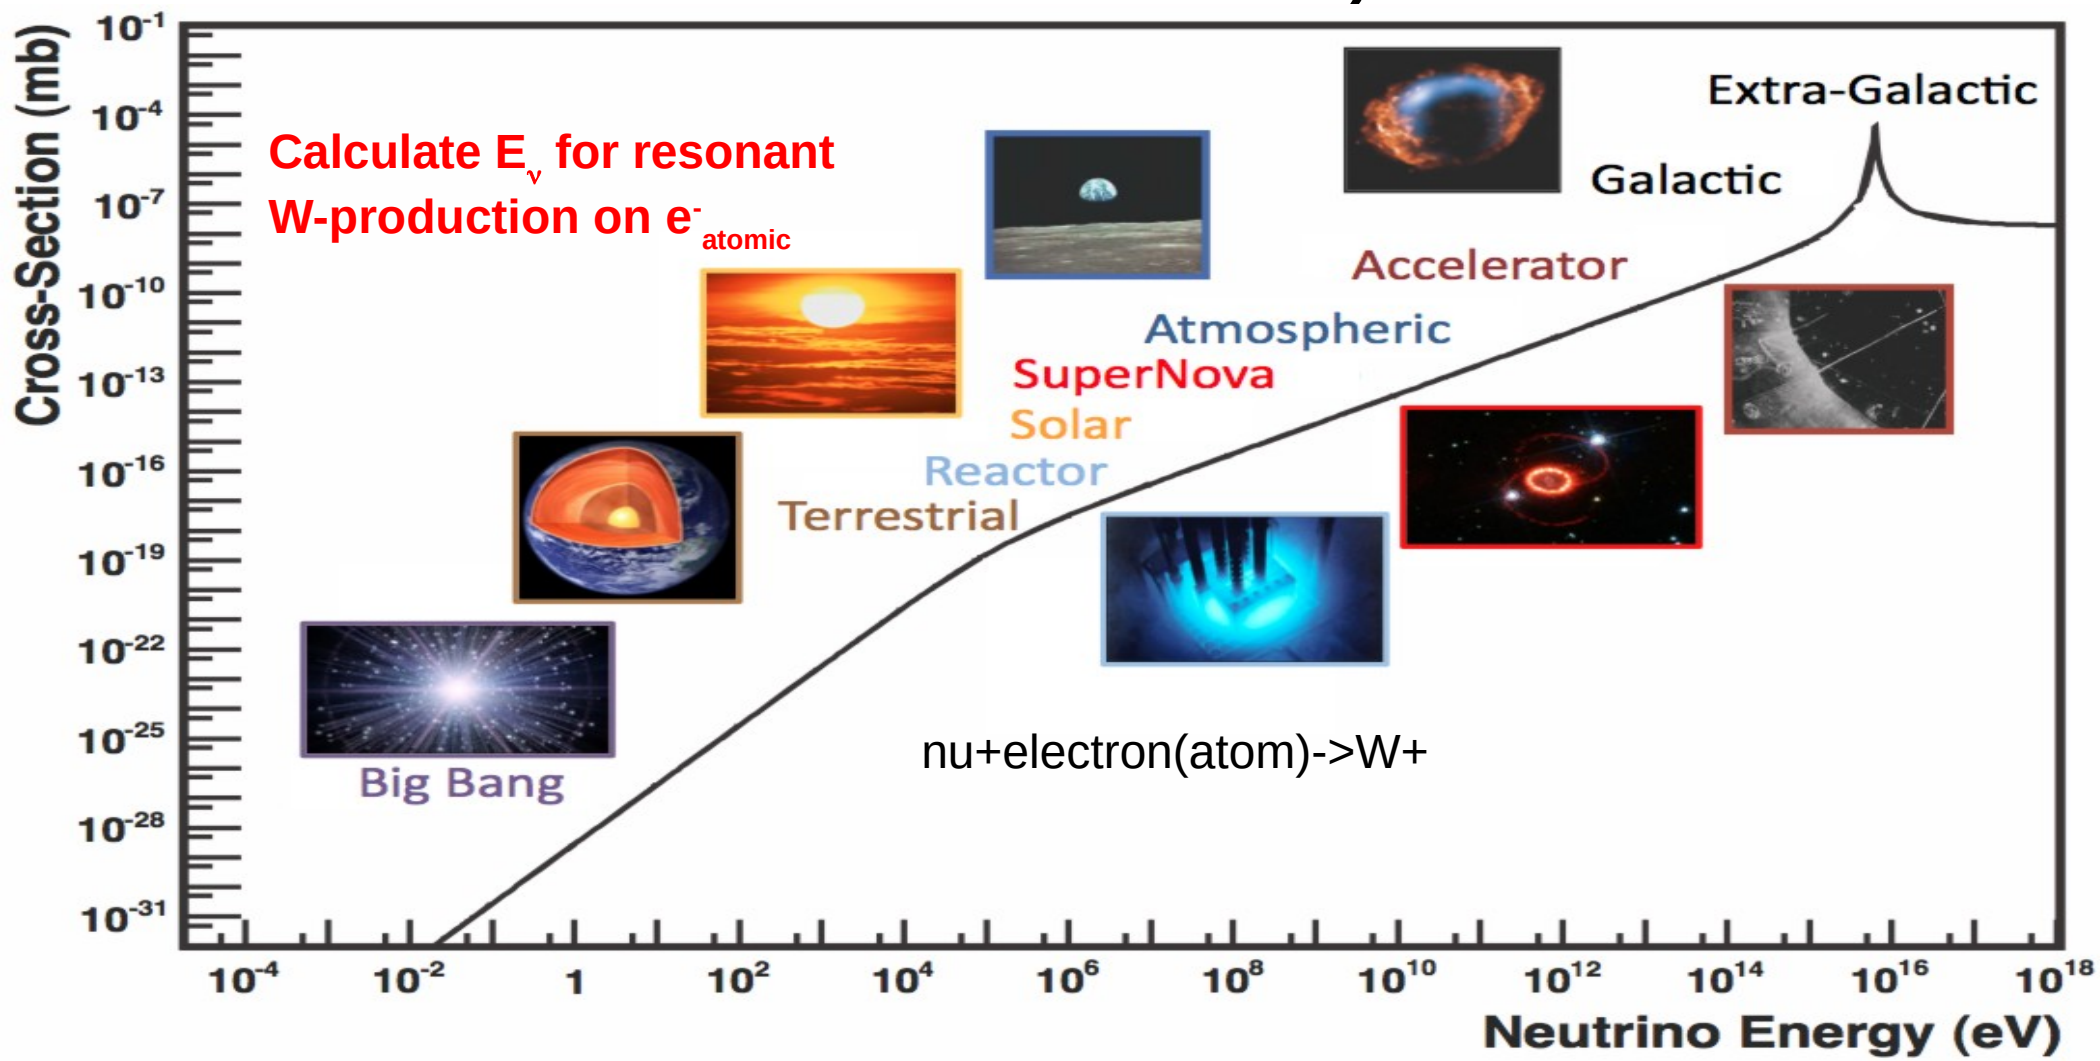 10-1
10-4
10-7
10-10
10-13
10-16
10-19
10-22
10-25
10-28
10-31
Cross-Section (mb)
Calculate Eν for resonant
W-production on e-atomic
Extra-Galactic
Galactic
Accelerator
Atmospheric
SuperNova
Solar
Reactor
Terrestrial
nu+electron(atom)->W+
Big Bang
10-4 10-2 1 102 104 106 108 1010 1012 1014 1016 1018
Neutrino Energy (eV)